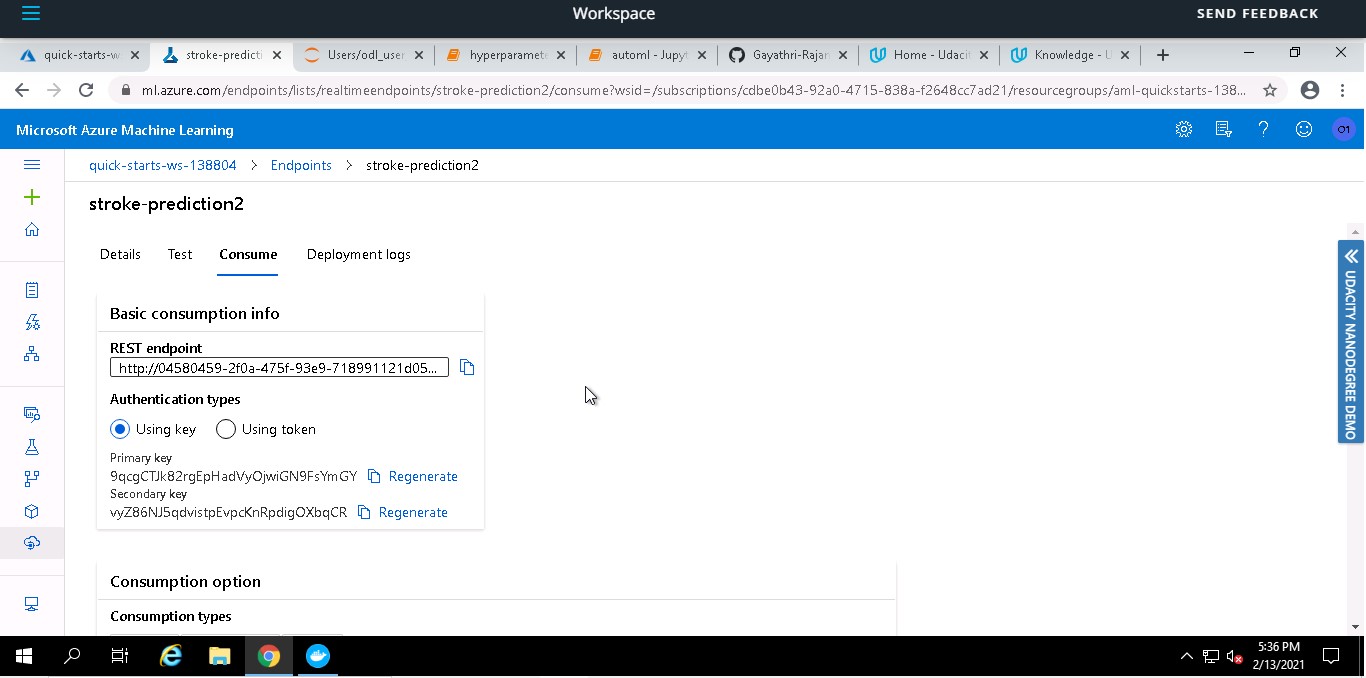 Workspace
SEND FEEDBACK
quick-starts-w
stroke-predicti
Users/odl_user
hyperparamete
automl - Jupyt
Gayathri-Rajan
Home - Udacit
Knowledge - U
ml.azure.com/endpoints/lists/realtimeendpoints/stroke-prediction2/consume?wsid=/subscriptions/cdbe0b43-92a0-4715-838a-f2648cc7ad21/resourcegroups/aml-quickstarts-138...
Microsoft Azure Machine Learning
O1
quick-starts-ws-138804 > Endpoints > stroke-prediction2
stroke-prediction2
Details Test Consume Deployment logs
Basic consumption info
REST endpoint
http://04580459-2f0a-475f-93e9-718991121d05...
Authentication types
Using key Using token
Primary key
9qcgCTJk82rgEpHadVyOjwiGN9FsYmGY Regenerate
Secondary key
vyZ86NJ5qdvistpEvpcKnRpdigOXbqCR Regenerate
Consumption option
Consumption types
UDACITY NANODEGREE DEMO
5:36 PM
2/13/2021